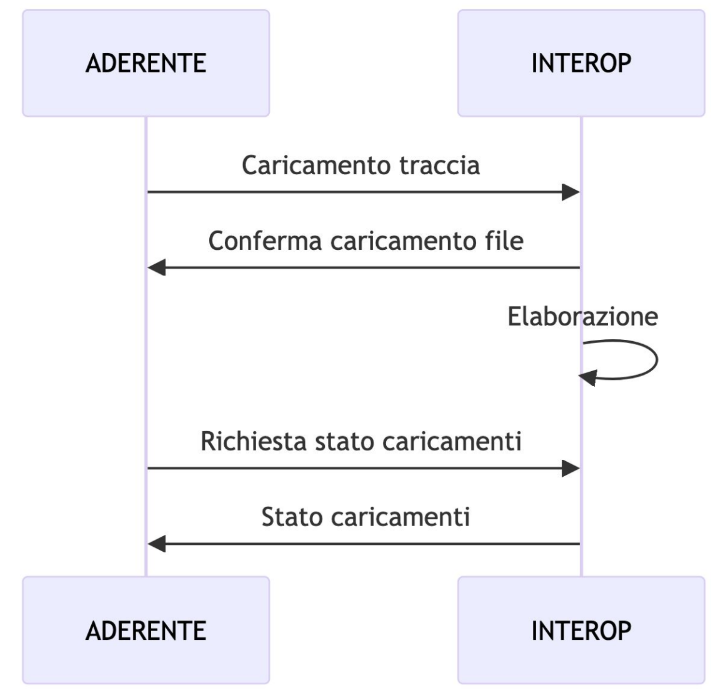 ADERENTE
INTEROP
Caricamento traccia
Conferma caricamento file
Elaborazione
Richiesta stato caricamenti
Stato caricamenti
ADERENTE
INTEROP